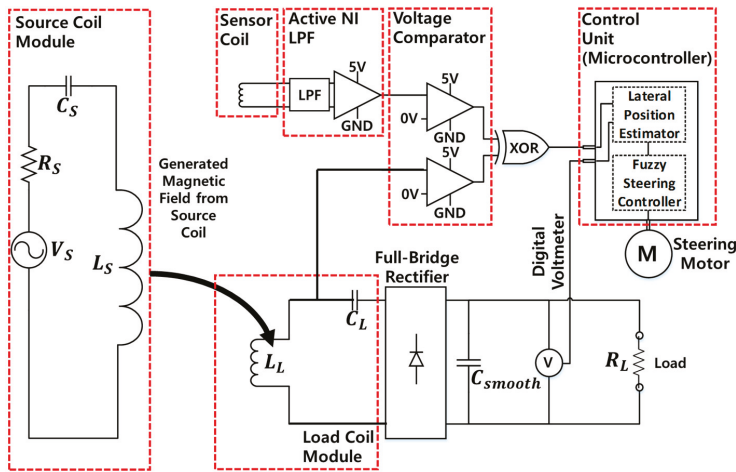 Source Coil
Module
C_S
R_S
V_S
L_S
Generated
Magnetic
Field from
Source
Coil
Sensor
Coil
Active NI
LPF
LPF
5V
GND
Voltage
Comparator
5V
0V
GND
5V
0V
GND
XOR
Control
Unit
(Microcontroller)
Lateral
Position
Estimator
Fuzzy
Steering
Controller
M
Steering
Motor
Digital
Voltmeter
Full-Bridge
Rectifier
C_L
L_L
Load Coil
Module
C_smooth
V
R_L
Load